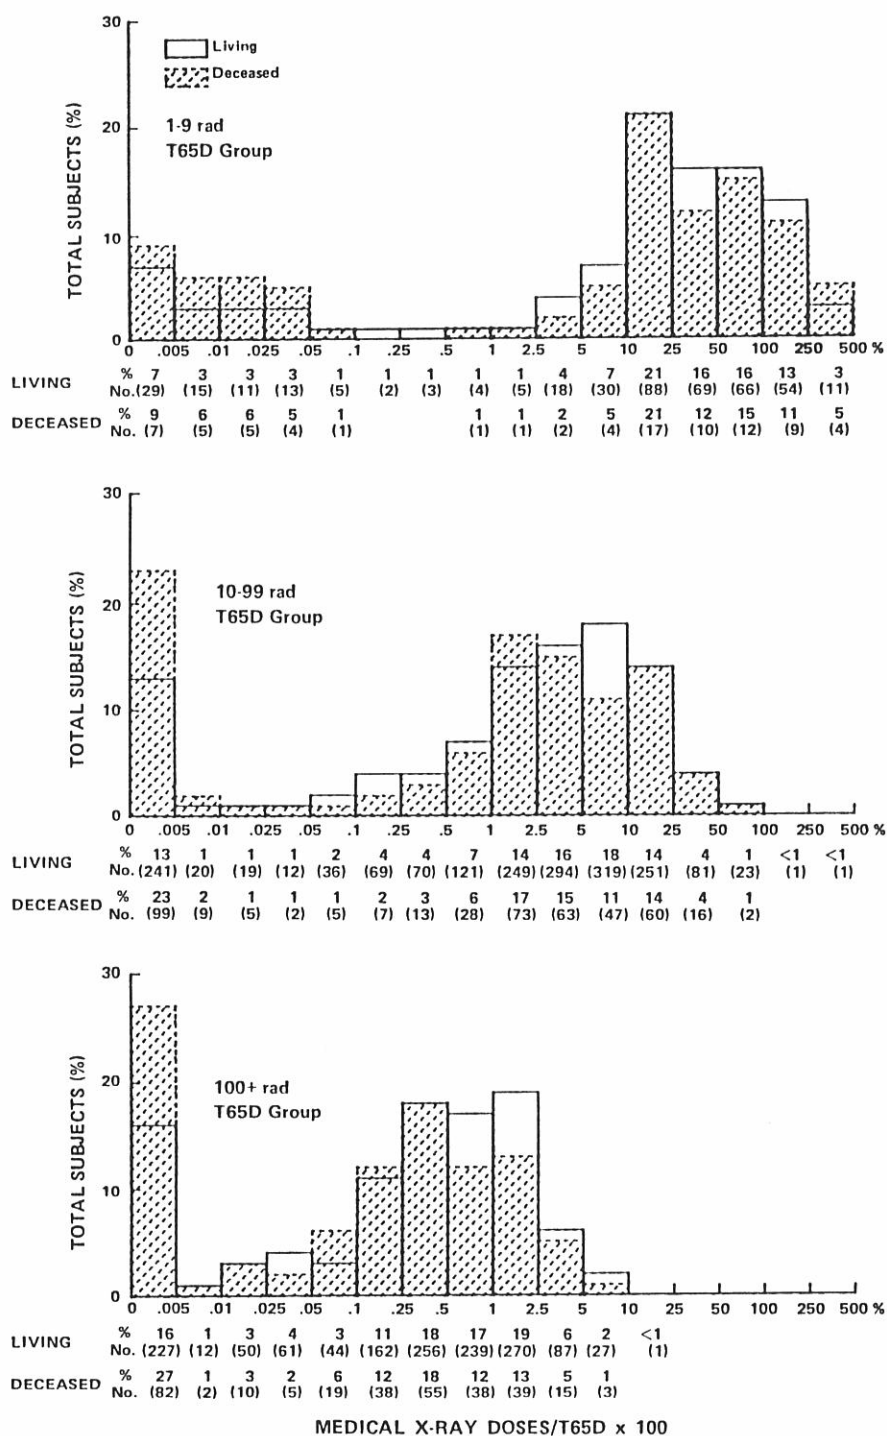 30
Living
Deceased
1-9 rad
T65D Group
20
TOTAL SUBJECTS (%)
10
0
0 .005 .01 .025 .05 .1 .25 .5 1 2.5 5 10 25 50 100 250 500 %
LIVING
% 7 3 3 3 1 1 1 1 1 4 7 21 16 16 13 3
No. (29) (15) (11) (13) (5) (2) (3) (4) (5) (18) (30) (88) (69) (66) (54) (11)
DECEASED
% 9 6 6 5 1 1 1 2 5 21 12 15 11 5
No. (7) (5) (5) (4) (1) (1) (1) (2) (4) (17) (10) (12) (9) (4)
30
10-99 rad
T65D Group
20
TOTAL SUBJECTS (%)
10
0
0 .005 .01 .025 .05 .1 .25 .5 1 2.5 5 10 25 50 100 250 500 %
LIVING
% 13 1 1 1 2 4 4 7 14 16 18 14 4 1 <1 <1
No. (241) (20) (19) (12) (36) (69) (70) (121) (249) (294) (319) (251) (81) (23) (1) (1)
DECEASED
% 23 2 1 1 1 2 3 6 17 15 11 14 4 1
No. (99) (9) (5) (2) (5) (7) (13) (28) (73) (63) (47) (60) (16) (2)
30
100+ rad
T65D Group
20
TOTAL SUBJECTS (%)
10
0
0 .005 .01 .025 .05 .1 .25 .5 1 2.5 5 10 25 50 100 250 500 %
LIVING
% 16 1 3 4 3 11 18 17 19 6 2 <1
No. (227) (12) (50) (61) (44) (162) (256) (239) (270) (87) (27) (1)
DECEASED
% 27 1 3 2 6 12 18 12 13 5 1
No. (82) (2) (10) (5) (19) (38) (55) (38) (39) (15) (3)
MEDICAL X-RAY DOSES/T65D x 100